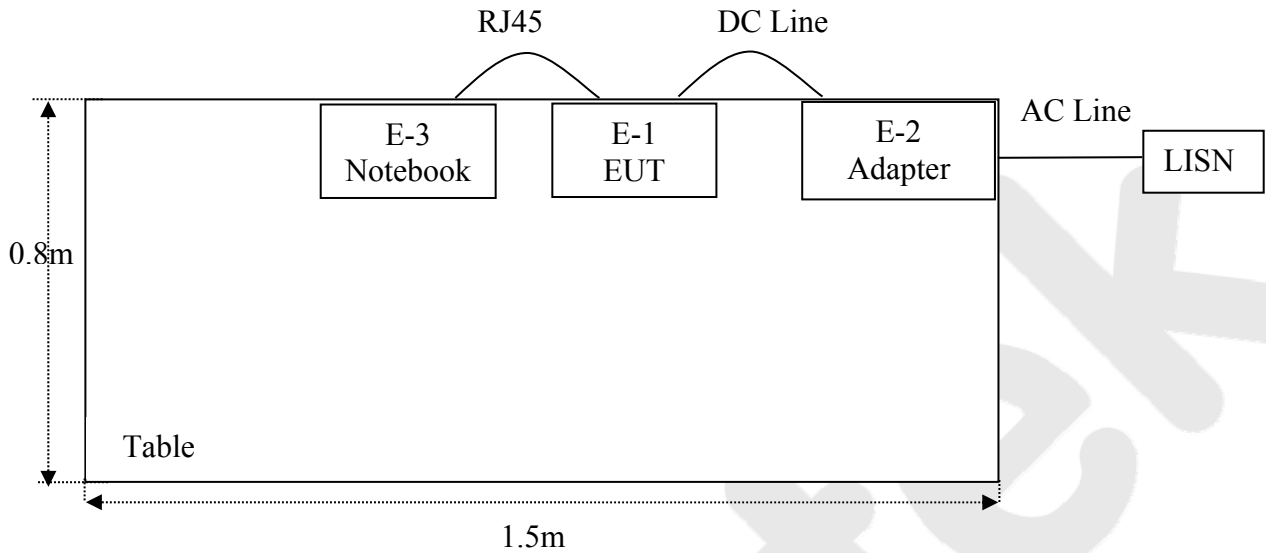 RJ45
DC Line
E-3
Notebook
E-1
EUT
E-2
Adapter
AC Line
LISN
0.8m
Table
1.5m